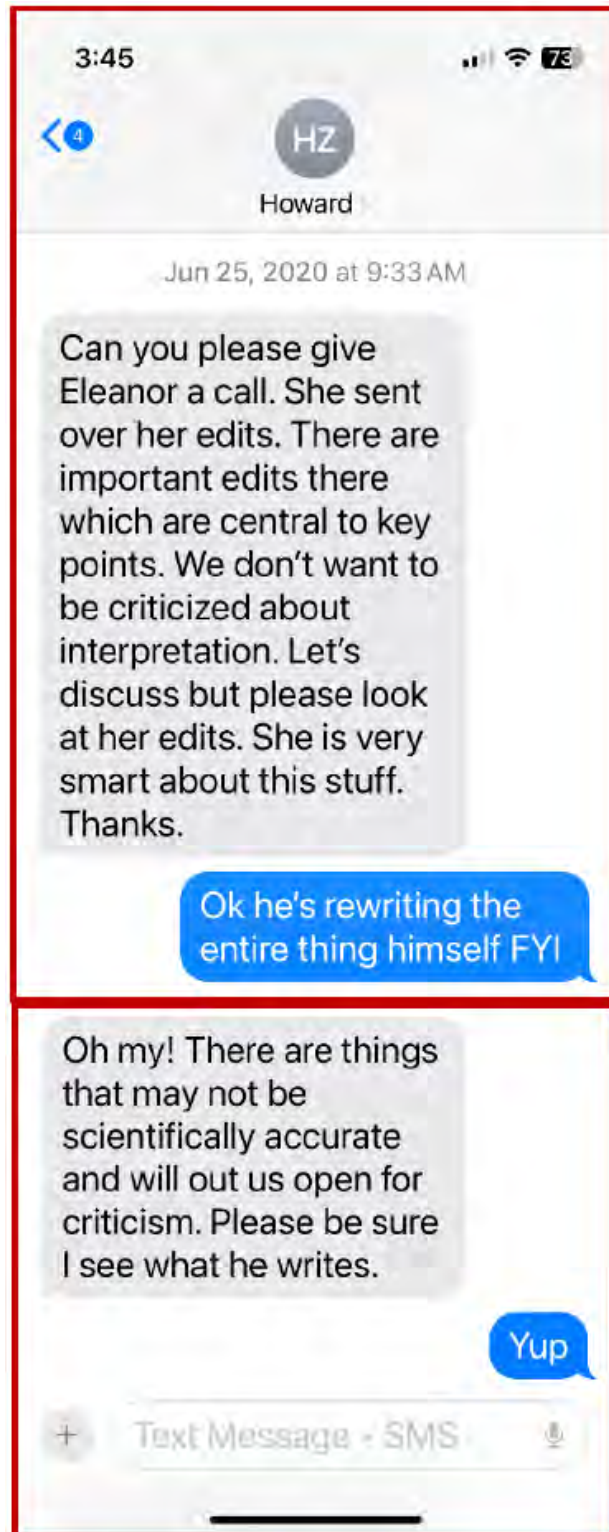 3:45
73
4
HZ
Howard
Jun 25, 2020 at 9:33 AM
Can you please give
Eleanor a call. She sent
over her edits. There are
important edits there
which are central to key
points. We don't want to
be criticized about
interpretation. Let's
discuss but please look
at her edits. She is very
smart about this stuff.
Thanks.
Ok he's rewriting the
entire thing himself FYI
Oh my! There are things
that may not be
scientifically accurate
and will out us open for
criticism. Please be sure
I see what he writes.
Yup
+ Text Message - SMS